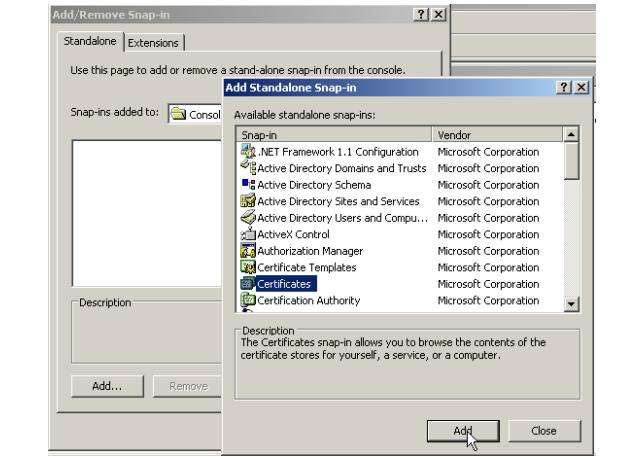 Add/Remove Snap-in
Standalone Extensions
Use this page to add or remove a stand-alone snap-in from the console.
Snap-ins added to: Consol
Description
Add... Remove
Add Standalone Snap-in
Available standalone snap-ins:
Snap-in Vendor
.NET Framework 1.1 Configuration Microsoft Corporation
Active Directory Domains and Trusts Microsoft Corporation
Active Directory Schema Microsoft Corporation
Active Directory Sites and Services Microsoft Corporation
Active Directory Users and Compu... Microsoft Corporation
ActiveX Control Microsoft Corporation
Authorization Manager Microsoft Corporation
Certificate Templates Microsoft Corporation
Certificates Microsoft Corporation
Certification Authority Microsoft Corporation
Description
The Certificates snap-in allows you to browse the contents of the
certificate stores for yourself, a service, or a computer.
Add Close